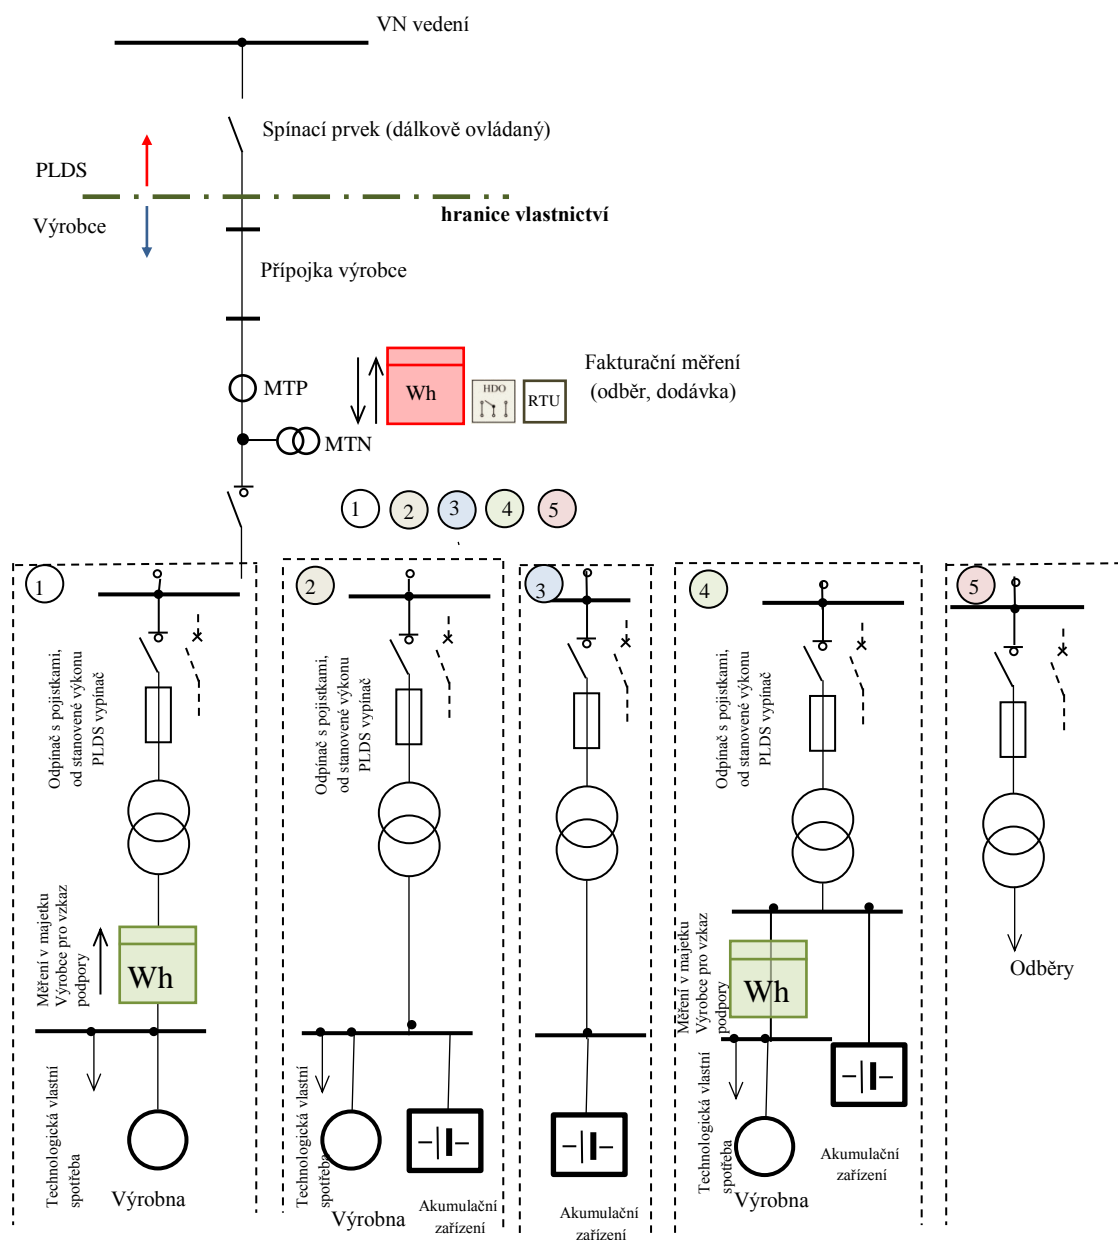 VN vedení
Spínací prvek (dálkově ovládaný)
PLDS
hranice vlastnictví
Výrobce
Přípojka výrobce
MTP
Wh
HDO
RTU
Fakturační měření
(odběr, dodávka)
MTN
1
2
3
4
5
1
Odpínač s pojistkami,
od stanovené výkonu
PLDS vypínač
Měření v majetku
Výrobce pro vzkaz
podpory
Wh
Technologická vlastní
spotřeba
Výrobna
2
Odpínač s pojistkami,
od stanovené výkonu
PLDS vypínač
Technologická vlastní
spotřeba
Výrobna
Akumulační
zařízení
3
Akumulační
zařízení
4
Odpínač s pojistkami,
od stanovené výkonu
PLDS vypínač
Měření v majetku
Výrobce pro vzkaz
podpory
Wh
Technologická vlastní
spotřeba
Výrobna
Akumulační
zařízení
5
Odběry